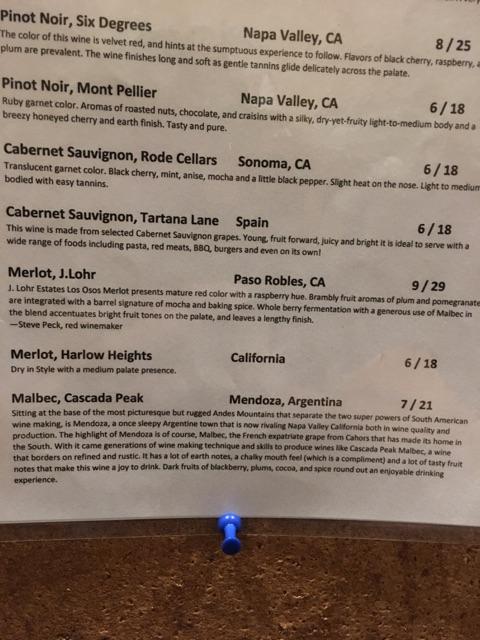 Pinot Noir, Six Degrees Napa Valley, CA 8 / 25
The color of this wine is velvet red, and hints at the sumptuous experience to follow. Flavors of black cherry, raspberry,
plum are prevalent. The wine finishes long and soft as gentle tannins glide delicately across the palate.
Pinot Noir, Mont Pellier Napa Valley, CA 6 / 18
Ruby garnet color. Aromas of roasted nuts, chocolate, and craisins with a silky, dry-yet-fruity light-to-medium body and a
breezy honeyed cherry and earth finish. Tasty and pure.
Cabernet Sauvignon, Rode Cellars Sonoma, CA 6 / 18
Translucent garnet color. Black cherry, mint, anise, mocha and a little black pepper. Slight heat on the nose. Light to medium
bodied with easy tannins.
Cabernet Sauvignon, Tartana Lane Spain 6 / 18
This wine is made from selected Cabernet Sauvignon grapes. Young, fruit forward, juicy and bright it is ideal to serve with a
wide range of foods including pasta, red meats, BBQ, burgers and even on its own!
Merlot, J.Lohr Paso Robles, CA 9 / 29
J. Lohr Estates Los Osos Merlot presents mature red color with a raspberry hue. Brambly fruit aromas of plum and pomegranate
are integrated with a barrel signature of mocha and baking spice. Whole berry fermentation with a generous use of Malbec in
the blend accentuates bright fruit tones on the palate, and leaves a lengthy finish.
—Steve Peck, red winemaker
Merlot, Harlow Heights California 6 / 18
Dry in Style with a medium palate presence.
Malbec, Cascada Peak Mendoza, Argentina 7 / 21
Sitting at the base of the most picturesque but rugged Andes Mountains that separate the two super powers of South American
wine making, is Mendoza, a once sleepy Argentine town that is now rivaling Napa Valley California both in wine quality and
production. The highlight of Mendoza is of course, Malbec, the French expatriate grape from Cahors that has made its home in
the South. With it came generations of wine making technique and skills to produce wines like Cascada Peak Malbec, a wine
that borders on refined and rustic. It has a lot of earth notes, a chalky mouth feel (which is a compliment) and a lot of tasty fruit
notes that make this wine a joy to drink. Dark fruits of blackberry, plums, cocoa, and spice round out an enjoyable drinking
experience.